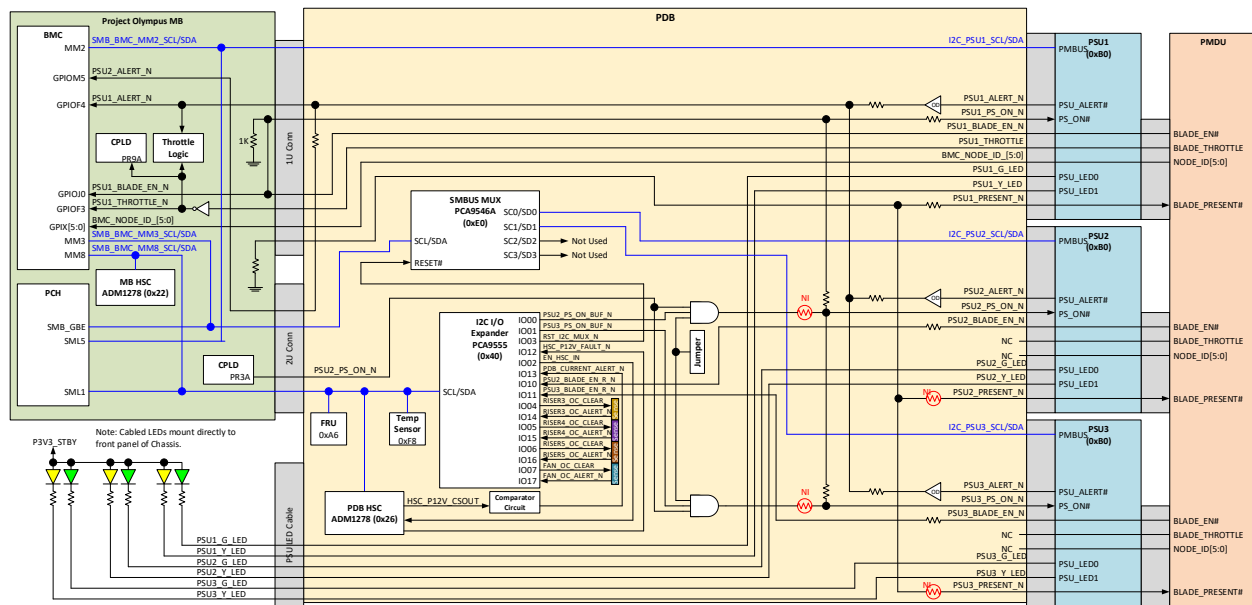 Project Olympus MB
PDB
BMC
MM2
SMB_BMC_MM2_SCL/SDA
GPIOM5
PSU2_ALERT_N
GPIOF4
PSU1_ALERT_N
CPLD
PR9A
Throttle
Logic
1K
GPIOJ0
PSU1_BLADE_EN_N
GPIOF3
PSU1_THROTTLE_N
GPIX[5:0]
BMC_NODE_ID_[5:0]
MM3
SMB_BMC_MM3_SCL/SDA
MM8
SMB_BMC_MM8_SCL/SDA
MB HSC
ADM1278 (0x22)
PCH
SMB_GBE
SML5
SML1
CPLD
PR3A
PSU2_PS_ON_N
1U Conn
2U Conn
PSU LED Cable
SMBUS MUX
PCA9546A
(0xE0)
SCL/SDA
RESET#
SC0/SD0
SC1/SD1
SC2/SD2
SC3/SD3
Not Used
Not Used
I2C I/O
Expander
PCA9555
(0x40)
SCL/SDA
IO00
IO01
IO03
IO12
IO02
IO13
IO10
IO11
IO04
IO14
IO05
IO15
IO06
IO16
IO07
IO17
PSU2_PS_ON_BUF_N
PSU3_PS_ON_BUF_N
RST_I2C_MUX_N
HSC_P12V_FAULT_N
EN_HSC_IN
PDB_CURRENT_ALERT_N
PSU2_BLADE_EN_R_N
PSU3_BLADE_EN_R_N
RISER3_OC_CLEAR
RISER3_OC_ALERT_N
RISER4_OC_CLEAR
RISER4_OC_ALERT_N
RISER5_OC_CLEAR
RISER5_OC_ALERT_N
FAN_OC_CLEAR
FAN_OC_ALERT_N
FRU
0xA6
Temp
Sensor
0xF8
PDB HSC
ADM1278 (0x26)
HSC_P12V_CSOUT
Comparator
Circuit
Jumper
NI
NI
NI
NI
I2C_PSU1_SCL/SDA
PSU1_ALERT_N
OD
PSU1_PS_ON_N
PSU1_BLADE_EN_N
PSU1_THROTTLE
BMC_NODE_ID_[5:0]
PSU1_G_LED
PSU1_Y_LED
PSU1_PRESENT_N
I2C_PSU2_SCL/SDA
PSU2_ALERT_N
OD
PSU2_PS_ON_N
PSU2_BLADE_EN_N
NC
NC
PSU2_G_LED
PSU2_Y_LED
PSU2_PRESENT_N
I2C_PSU3_SCL/SDA
PSU3_ALERT_N
OD
PSU3_PS_ON_N
PSU3_BLADE_EN_N
NC
NC
PSU3_G_LED
PSU3_Y_LED
PSU3_PRESENT_N
PSU1
(0xB0)
PMBUS
PSU_ALERT#
PS_ON#
PSU_LED0
PSU_LED1
PSU2
(0xB0)
PMBUS
PSU_ALERT#
PS_ON#
PSU_LED0
PSU_LED1
PSU3
(0xB0)
PMBUS
PSU_ALERT#
PS_ON#
PSU_LED0
PSU_LED1
PMDU
BLADE_EN#
BLADE_THROTTLE
NODE_ID[5:0]
BLADE_PRESENT#
BLADE_EN#
BLADE_THROTTLE
NODE_ID[5:0]
BLADE_PRESENT#
BLADE_EN#
BLADE_THROTTLE
NODE_ID[5:0]
BLADE_PRESENT#
Note: Cabled LEDs mount directly to
front panel of Chassis.
P3V3_STBY
PSU1_G_LED
PSU1_Y_LED
PSU2_G_LED
PSU2_Y_LED
PSU3_G_LED
PSU3_Y_LED